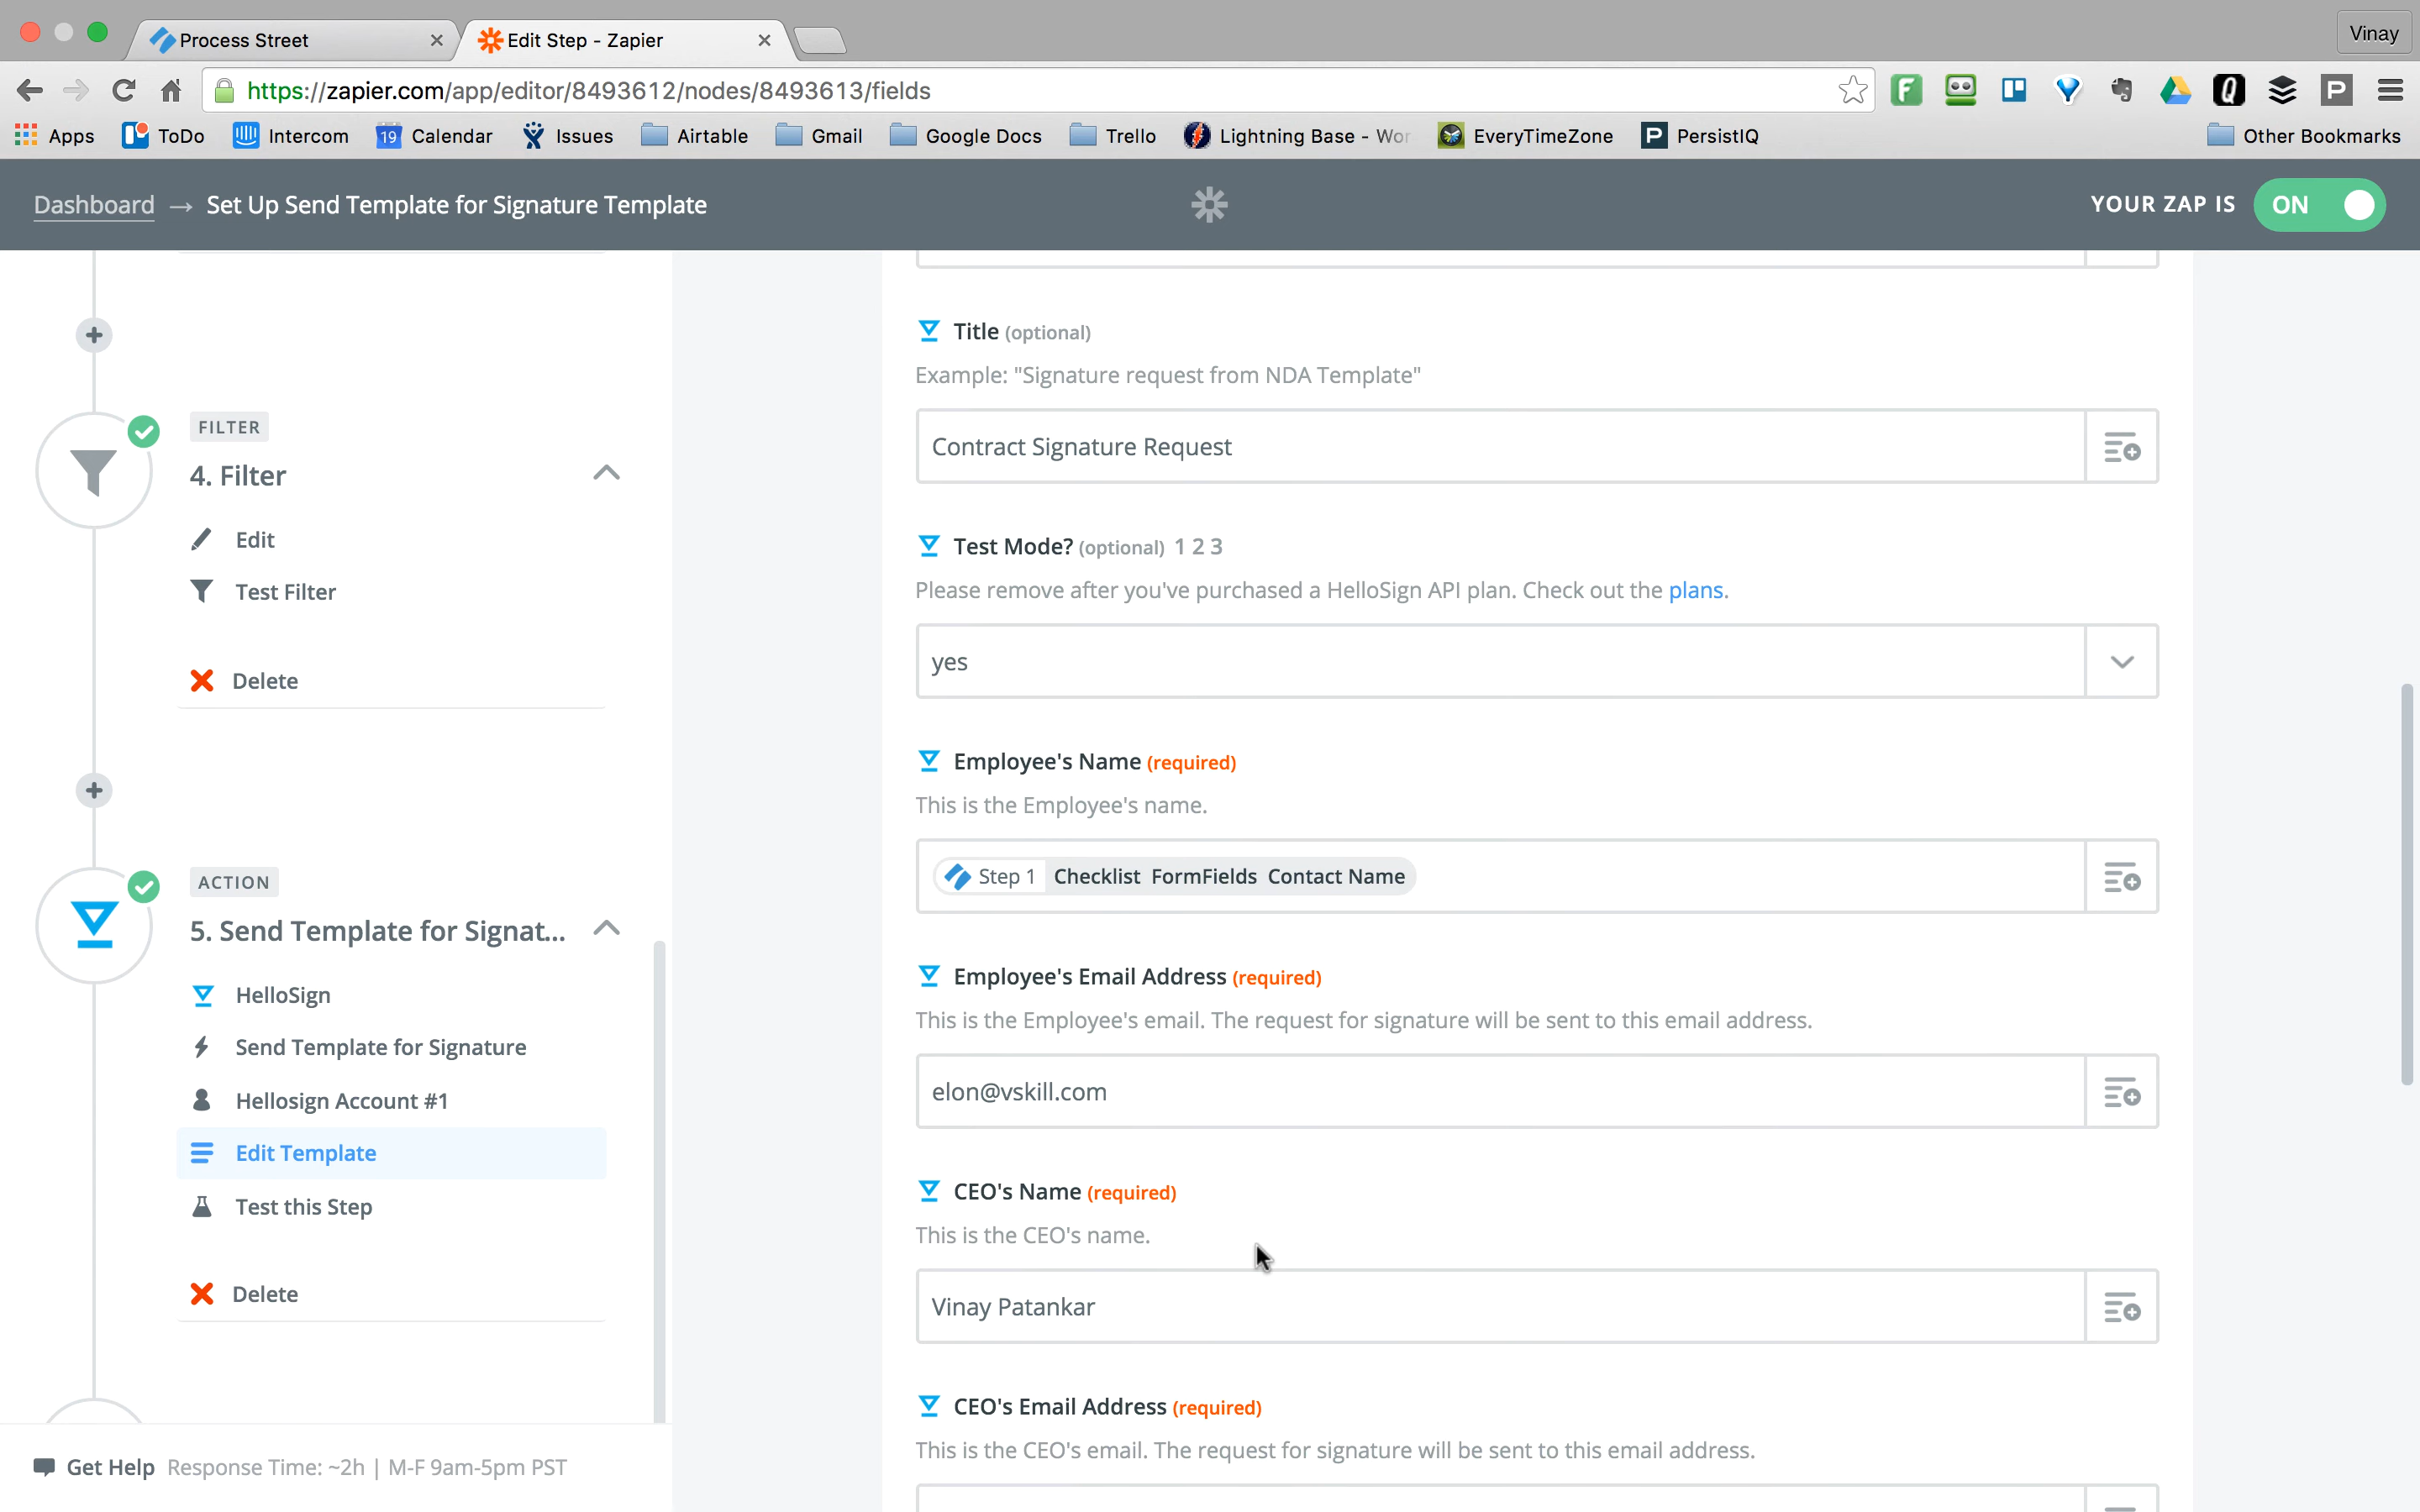 Process Street
Edit Step - Zapier
Vinay
https://zapier.com/app/editor/8493612/nodes/8493613/fields
Apps ToDo Intercom 19 Calendar Issues Airtable Gmail Google Docs Trello Lightning Base - Wor EveryTimeZone PersistIQ Other Bookmarks
Dashboard → Set Up Send Template for Signature Template
YOUR ZAP IS ON
FILTER
4. Filter
Edit
Test Filter
Delete
ACTION
5. Send Template for Signat...
HelloSign
Send Template for Signature
Hellosign Account #1
Edit Template
Test this Step
Delete
Get Help Response Time: ~2h | M-F 9am-5pm PST
Title (optional)
Example: "Signature request from NDA Template"
Contract Signature Request
Test Mode? (optional) 1 2 3
Please remove after you've purchased a HelloSign API plan. Check out the plans.
yes
Employee's Name (required)
This is the Employee's name.
Step 1 Checklist FormFields Contact Name
Employee's Email Address (required)
This is the Employee's email. The request for signature will be sent to this email address.
elon@vskill.com
CEO's Name (required)
This is the CEO's name.
Vinay Patankar
CEO's Email Address (required)
This is the CEO's email. The request for signature will be sent to this email address.